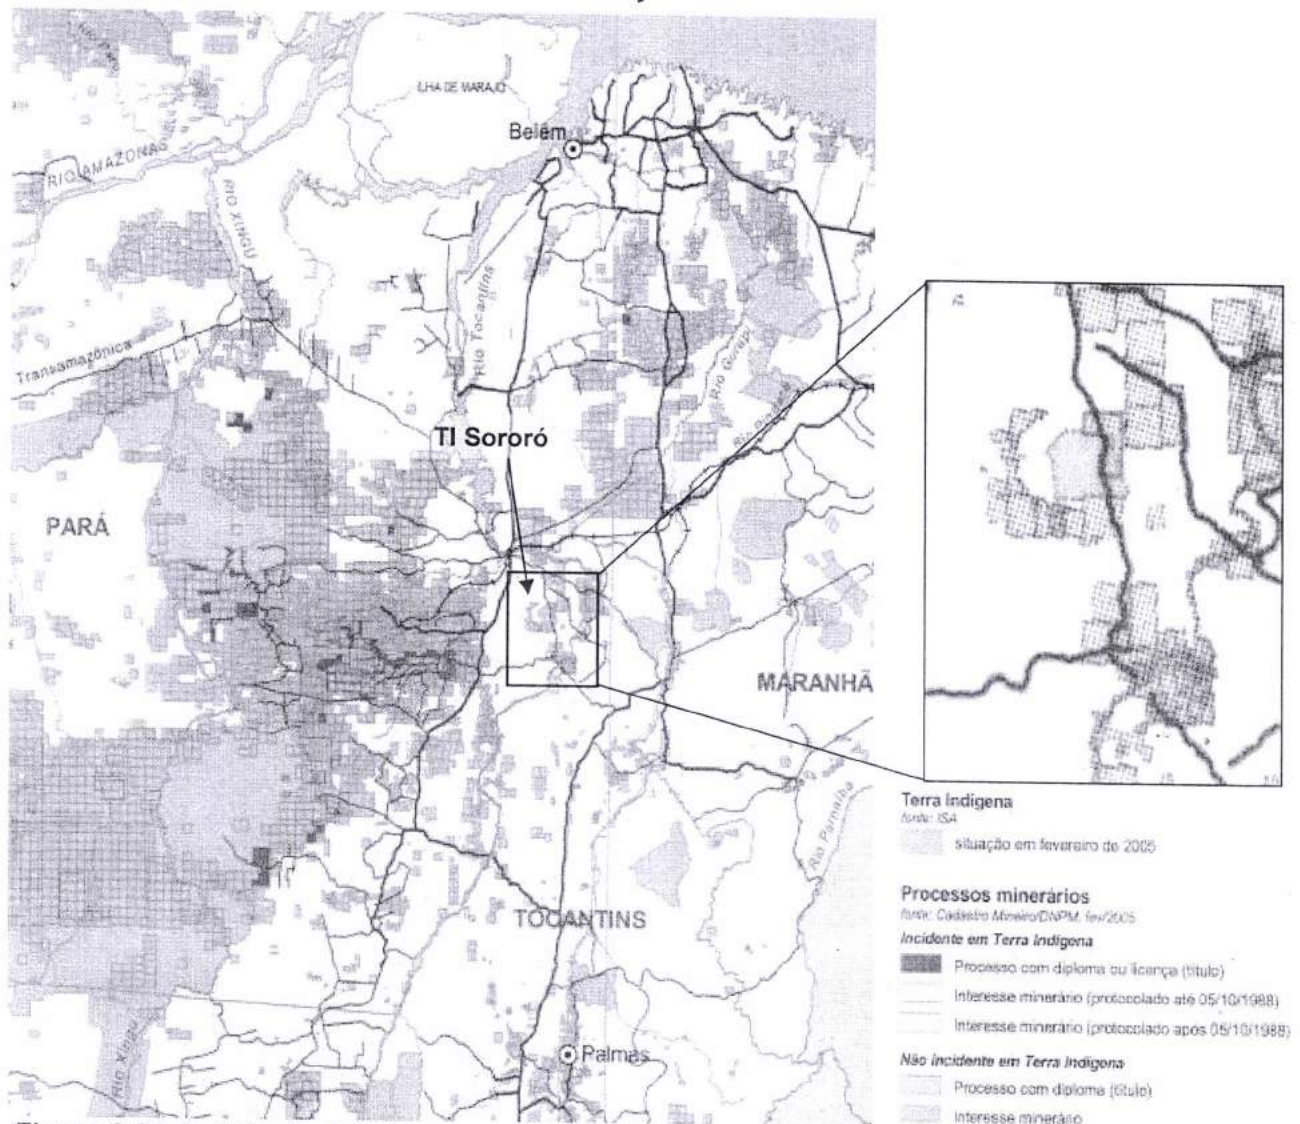 ILHA DE MARAJÓ
Belém
RIO AMAZONAS
RIO XINGU
Rio Tocantins
Transamazônica
Rio Gurupi
TI Sororó
PARÁ
MARANHÃ
Rio Parnaíba
TOCANTINS
Rio Xingu
Palmas
Terra Indígena
fonte: ISA
situação em fevereiro de 2005
Processos minerários
fonte: Cadastro Mineiro/DNPM, fev/2005
Incidente em Terra Indígena
Processo com diploma ou licença (título)
Interesse minerário (protocolado até 05/10/1988)
Interesse minerário (protocolado após 05/10/1988)
Não incidente em Terra Indígena
Processo com diploma (título)
Interesse minerário